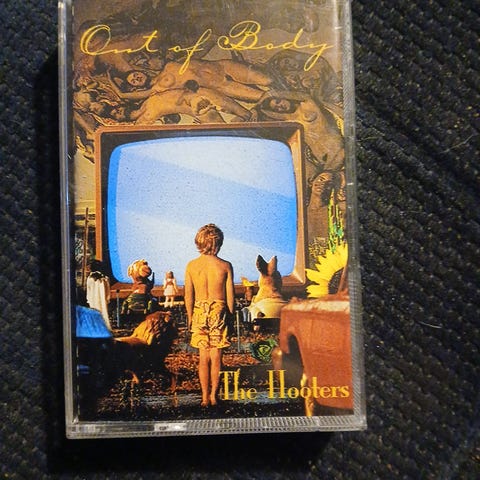 Out of Body
The Hooters